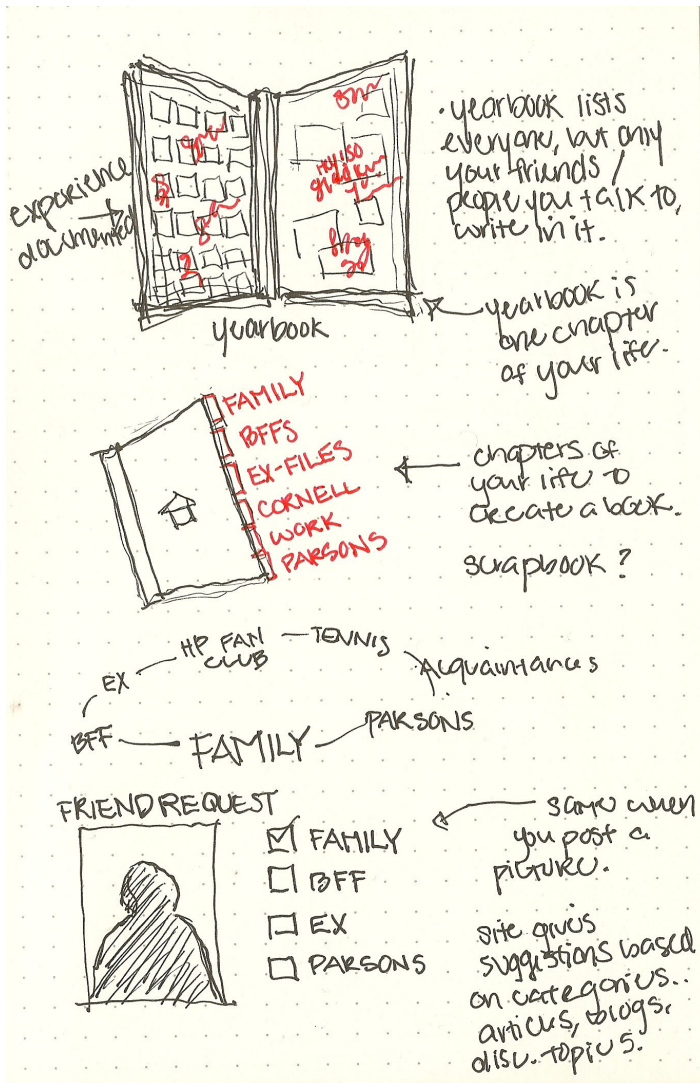 · yearbook lists
everyone, but only
your friends /
people you talk to,
write in it.
experience
documented
yearbook
yearbook is
one chapter
of your life.
FAMILY
BFFS
EX-FILES
CORNELL
WORK
PARSONS
chapters of
your life to
create a book.
scrapbook?
HP FAN
CLUB
TENNIS
Acquaintances
EX
BFF
FAMILY
PARSONS
FRIEND REQUEST
FAMILY
BFF
EX
PARSONS
same when
you post a
picture.
site gives
suggestions based
on categories..
articles, blogs,
disc. topics.